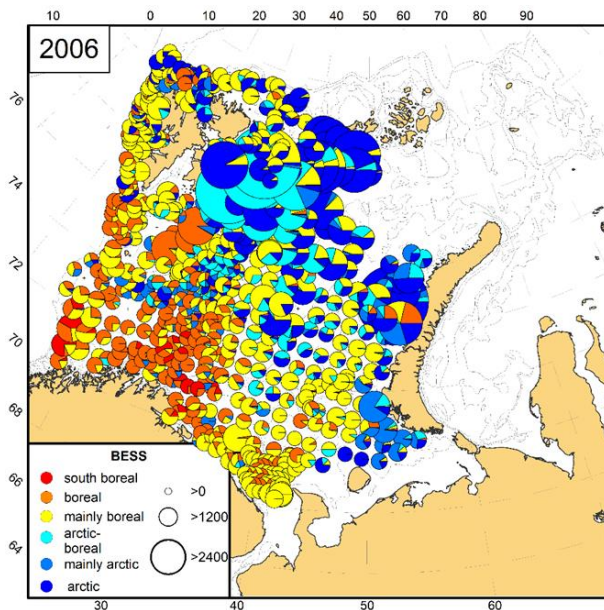 10 0 10 20 30 40 50 60 70 80 90
2006
76
74
72
70
68
66
64
BESS
south boreal
boreal
mainly boreal
arctic-
boreal
mainly arctic
arctic
>0
>1200
>2400
30 40 50 60